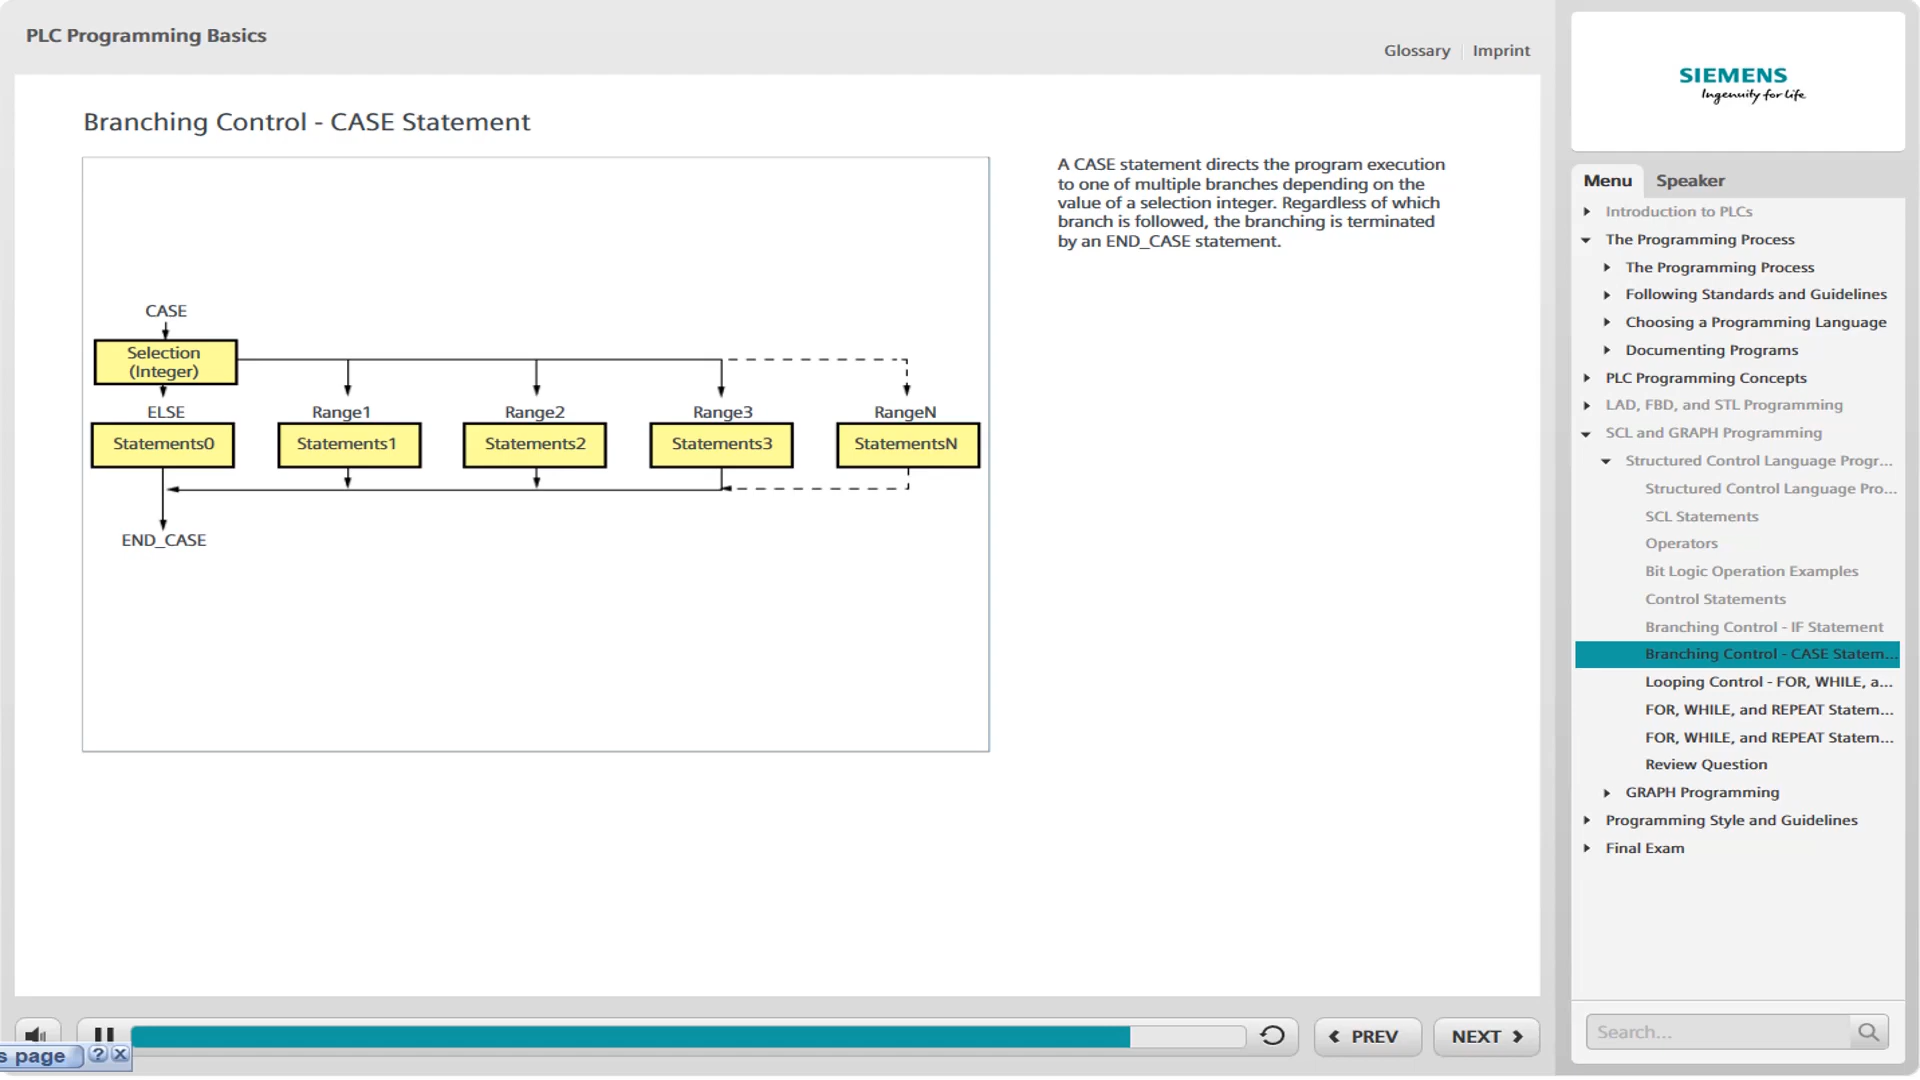 PLC Programming Basics
Glossary
Imprint
SIEMENS
Ingenuity for life
Branching Control - CASE Statement
A CASE statement directs the program execution
to one of multiple branches depending on the
value of a selection integer. Regardless of which
branch is followed, the branching is terminated
by an END_CASE statement.
CASE
Selection
(Integer)
ELSE
Range1
Range2
Range3
RangeN
Statements0
Statements1
Statements2
Statements3
StatementsN
END_CASE
Menu
Speaker
Introduction to PLCs
The Programming Process
The Programming Process
Following Standards and Guidelines
Choosing a Programming Language
Documenting Programs
PLC Programming Concepts
LAD, FBD, and STL Programming
SCL and GRAPH Programming
Structured Control Language Progr...
Structured Control Language Pro...
SCL Statements
Operators
Bit Logic Operation Examples
Control Statements
Branching Control - IF Statement
Branching Control - CASE Statem...
Looping Control - FOR, WHILE, a...
FOR, WHILE, and REPEAT Statem...
FOR, WHILE, and REPEAT Statem...
Review Question
GRAPH Programming
Programming Style and Guidelines
Final Exam
Search...
PREV
NEXT
s page
?